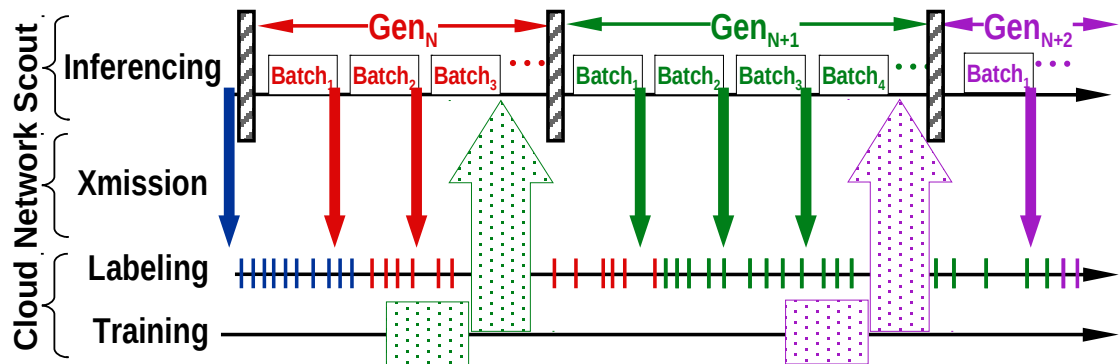 Gen_N
Gen_N+1
Gen_N+2
Scout
Inferencing
Batch_1 Batch_2 Batch_3 ...
Batch_1 Batch_2 Batch_3 Batch_4 ...
Batch_1 ...
Network
Xmission
Cloud
Labeling
Training